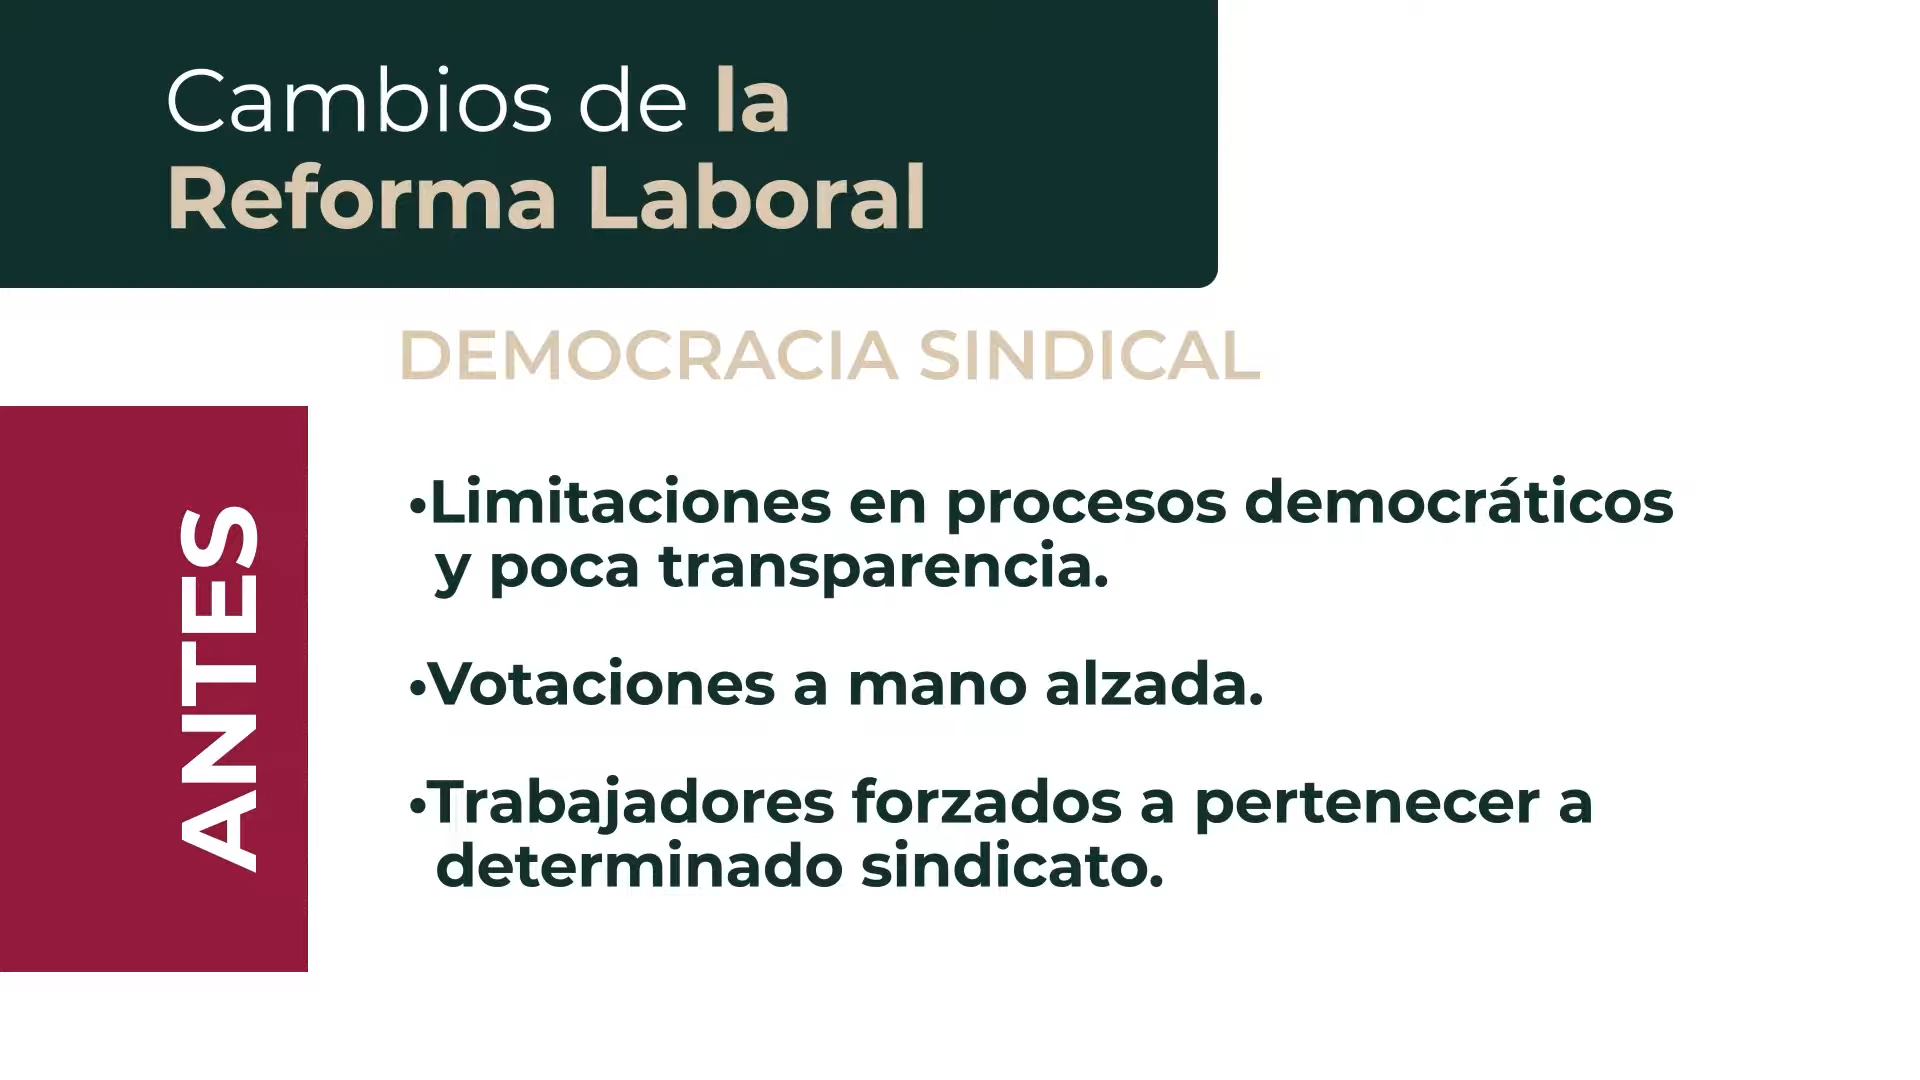 Cambios de la
Reforma Laboral
DEMOCRACIA SINDICAL
ANTES
•Limitaciones en procesos democráticos
y poca transparencia.
•Votaciones a mano alzada.
•Trabajadores forzados a pertenecer a
determinado sindicato.